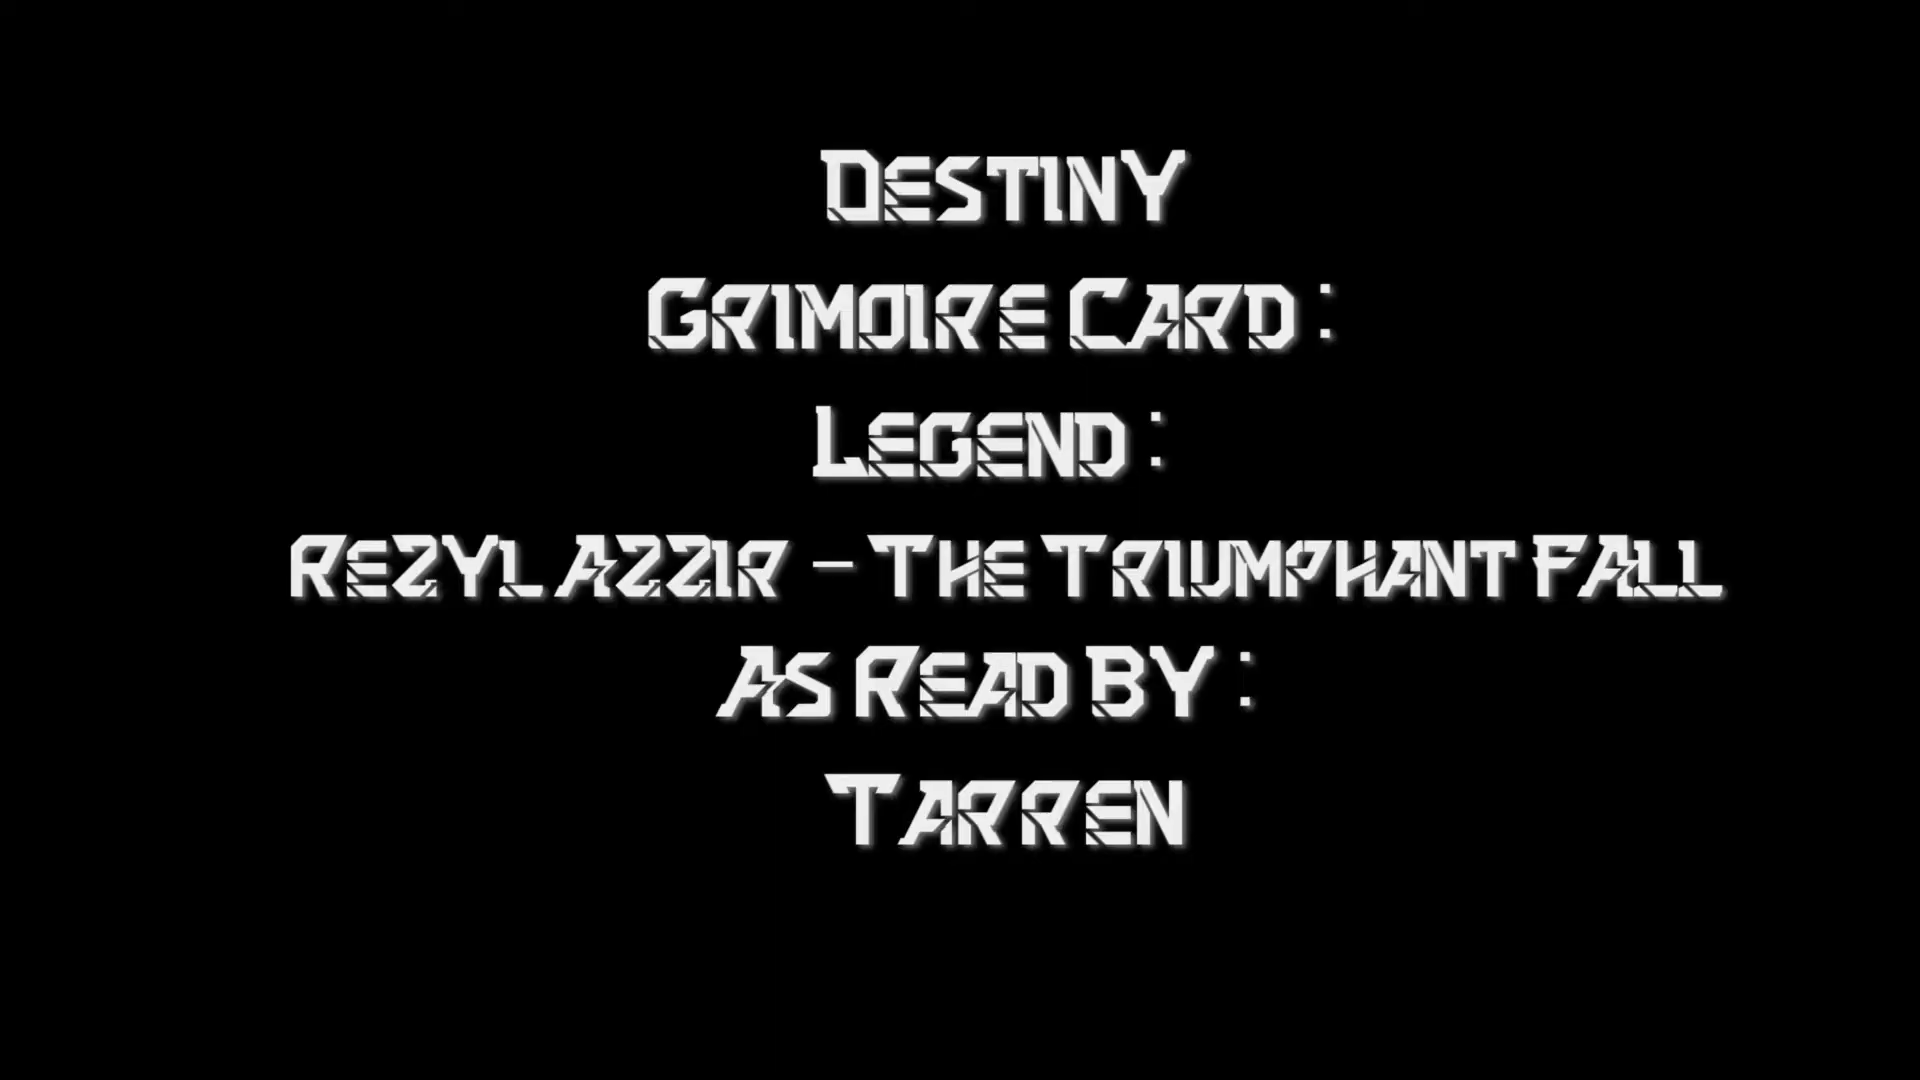 Destiny
Grimoire Card :
Legend :
Rezyl Azzir – The Triumphant Fall
As Read By :
Tarren